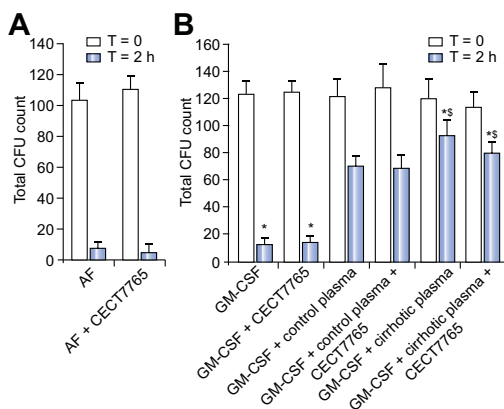 A
T = 0
T = 2 h
Total CFU count
140
120
100
80
60
40
20
0
AF
AF + CECT7765
B
T = 0
T = 2 h
Total CFU count
160
140
120
100
80
60
40
20
0
*
*
*$
*$
GM-CSF
GM-CSF + CECT7765
GM-CSF + control plasma
GM-CSF + control plasma +
CECT7765
GM-CSF + cirrhotic plasma
GM-CSF + cirrhotic plasma +
CECT7765